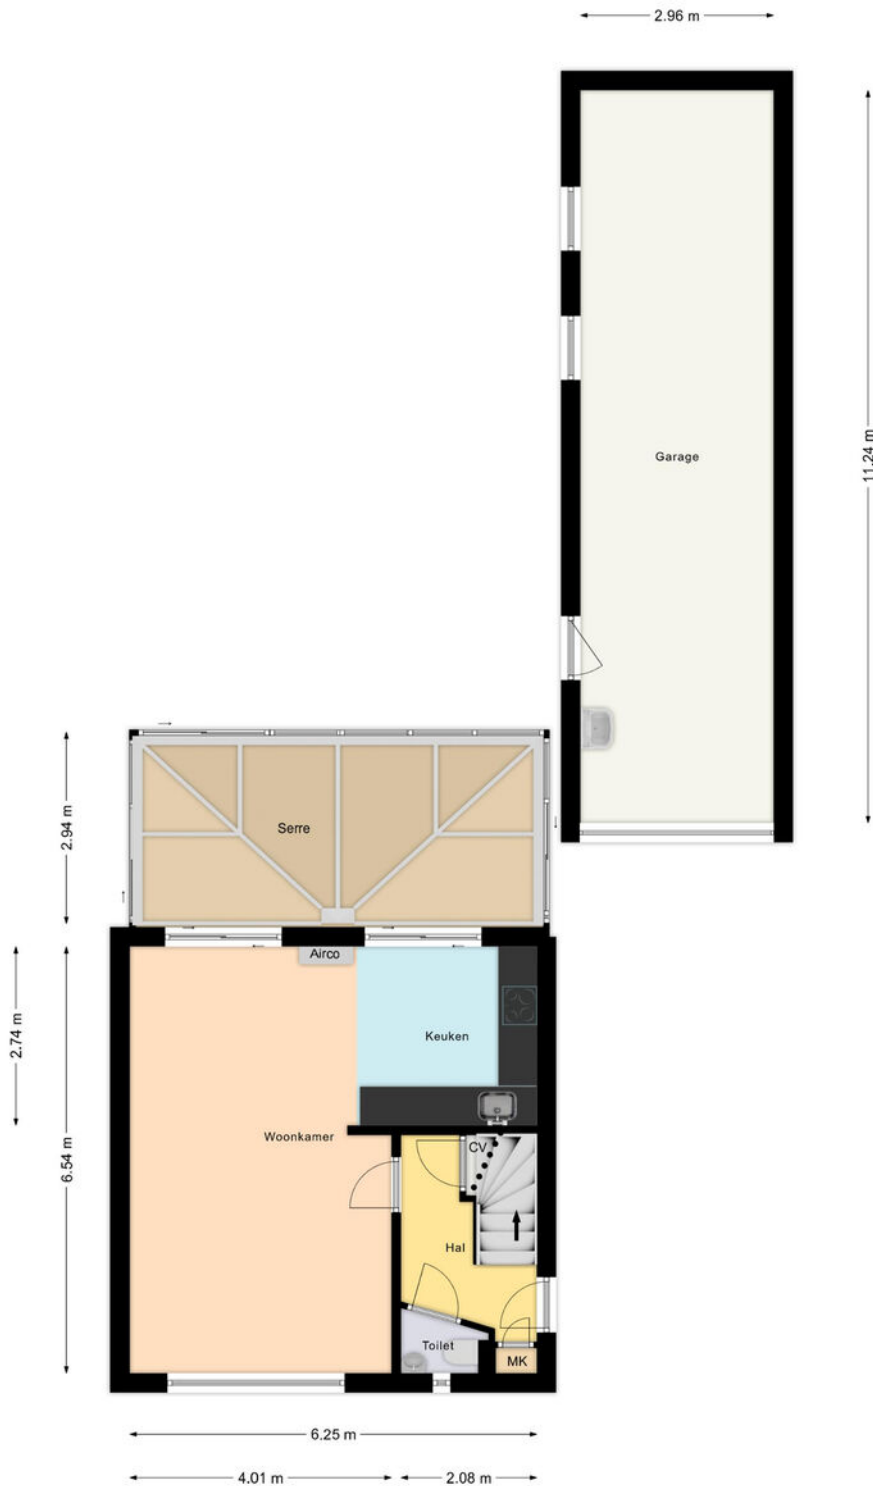 2.96 m
11.24 m
Garage
2.94 m
Serre
Airco
2.74 m
Keuken
6.54 m
Woonkamer
CV
Hal
Toilet
MK
6.25 m
4.01 m
2.08 m